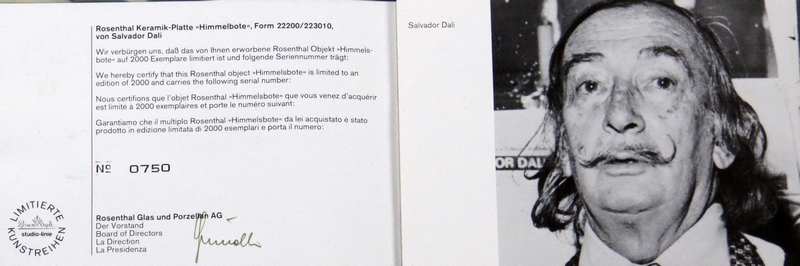 Rosenthal Keramik-Platte »Himmelbote«, Form 22200/223010,
von Salvador Dali
Wir verbürgen uns, daß das von Ihnen erworbene Rosenthal Objekt »Himmels-
bote« auf 2000 Exemplare limitiert ist und folgende Seriennummer trägt:
We hereby certify that this Rosenthal object »Himmelsbote« is limited to an
edition of 2000 and carries the following serial number:
Nous certifions que l'objet Rosenthal »Himmelsbote« que vous venez d'acquérir
est limité à 2000 exemplaires et porte le numéro suivant:
Garantiamo che il multiplo Rosenthal »Himmelsbote« da lei acquistato è stato
prodotto in edizione limitata di 2000 esemplari e porta il numero:
Nº 0750
LIMITIERTE
studio-linie
KUNSTREIHEN
Rosenthal Glas und Porzellan AG
Der Vorstand
Board of Directors
La Direction
La Presidenza
Salvador Dali
OR DALI